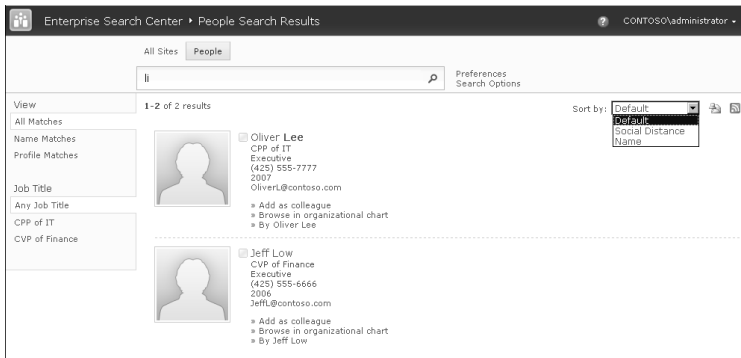 Enterprise Search Center ▸ People Search Results
CONTOSO\administrator
All Sites People
li
Preferences
Search Options
View
All Matches
Name Matches
Profile Matches
Job Title
Any Job Title
CPP of IT
CVP of Finance
1-2 of 2 results
Sort by: Default
Default
Social Distance
Name
Oliver Lee
CPP of IT
Executive
(425) 555-7777
2007
OliverL@contoso.com
» Add as colleague
» Browse in organizational chart
» By Oliver Lee
Jeff Low
CVP of Finance
Executive
(425) 555-6666
2006
JeffL@contoso.com
» Add as colleague
» Browse in organizational chart
» By Jeff Low